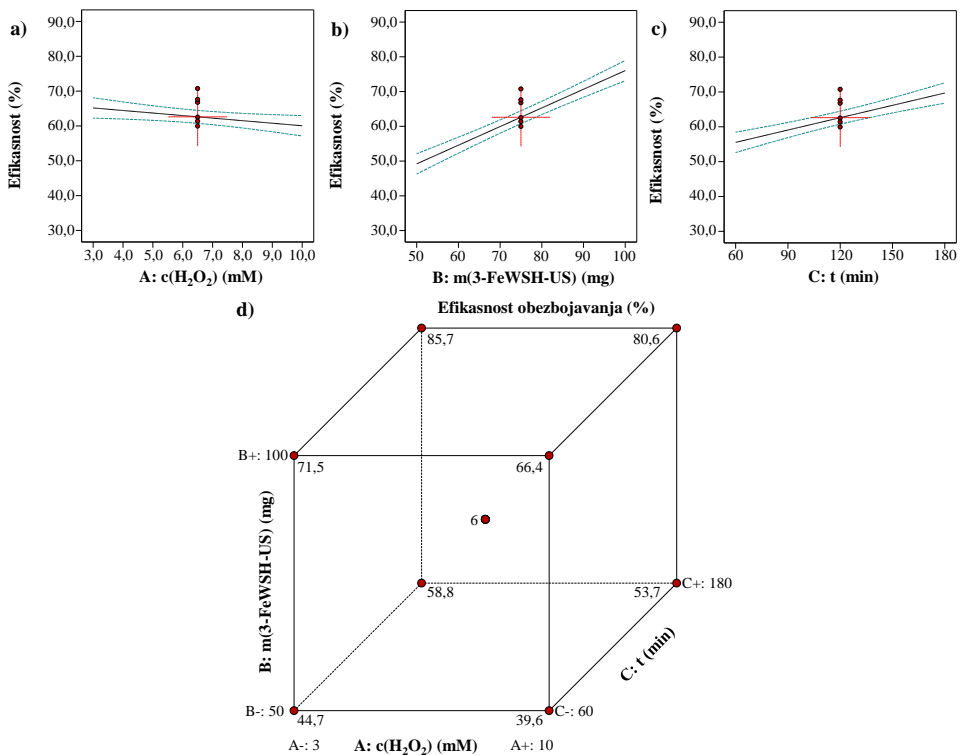 a)
90,0
80,0
70,0
60,0
50,0
40,0
30,0
Efikasnost (%)
3,0 4,0 5,0 6,0 7,0 8,0 9,0 10,0
A: c(H₂O₂) (mM)
b)
90,0
80,0
70,0
60,0
50,0
40,0
30,0
Efikasnost (%)
50 60 70 80 90 100
B: m(3-FeWSH-US) (mg)
c)
90,0
80,0
70,0
60,0
50,0
40,0
30,0
Efikasnost (%)
60 90 120 150 180
C: t (min)
d)
Efikasnost obezbojavanja (%)
85,7
80,6
B+: 100
71,5
66,4
6
B: m(3-FeWSH-US) (mg)
58,8
53,7
C+: 180
C: t (min)
B-: 50
44,7
39,6
C-: 60
A-: 3
A: c(H₂O₂) (mM)
A+: 10